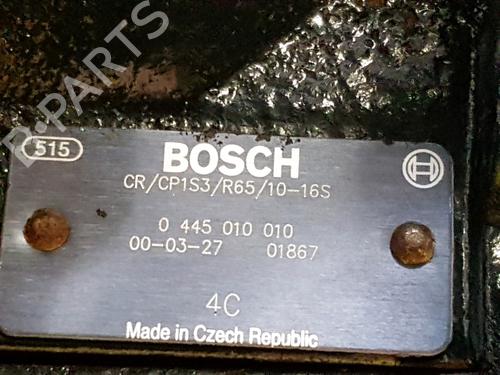 B-PARTS
515
BOSCH
CR/CP1S3/R65/10-16S
0 445 010 010
00-03-27 01867
4C
Made in Czech Republic